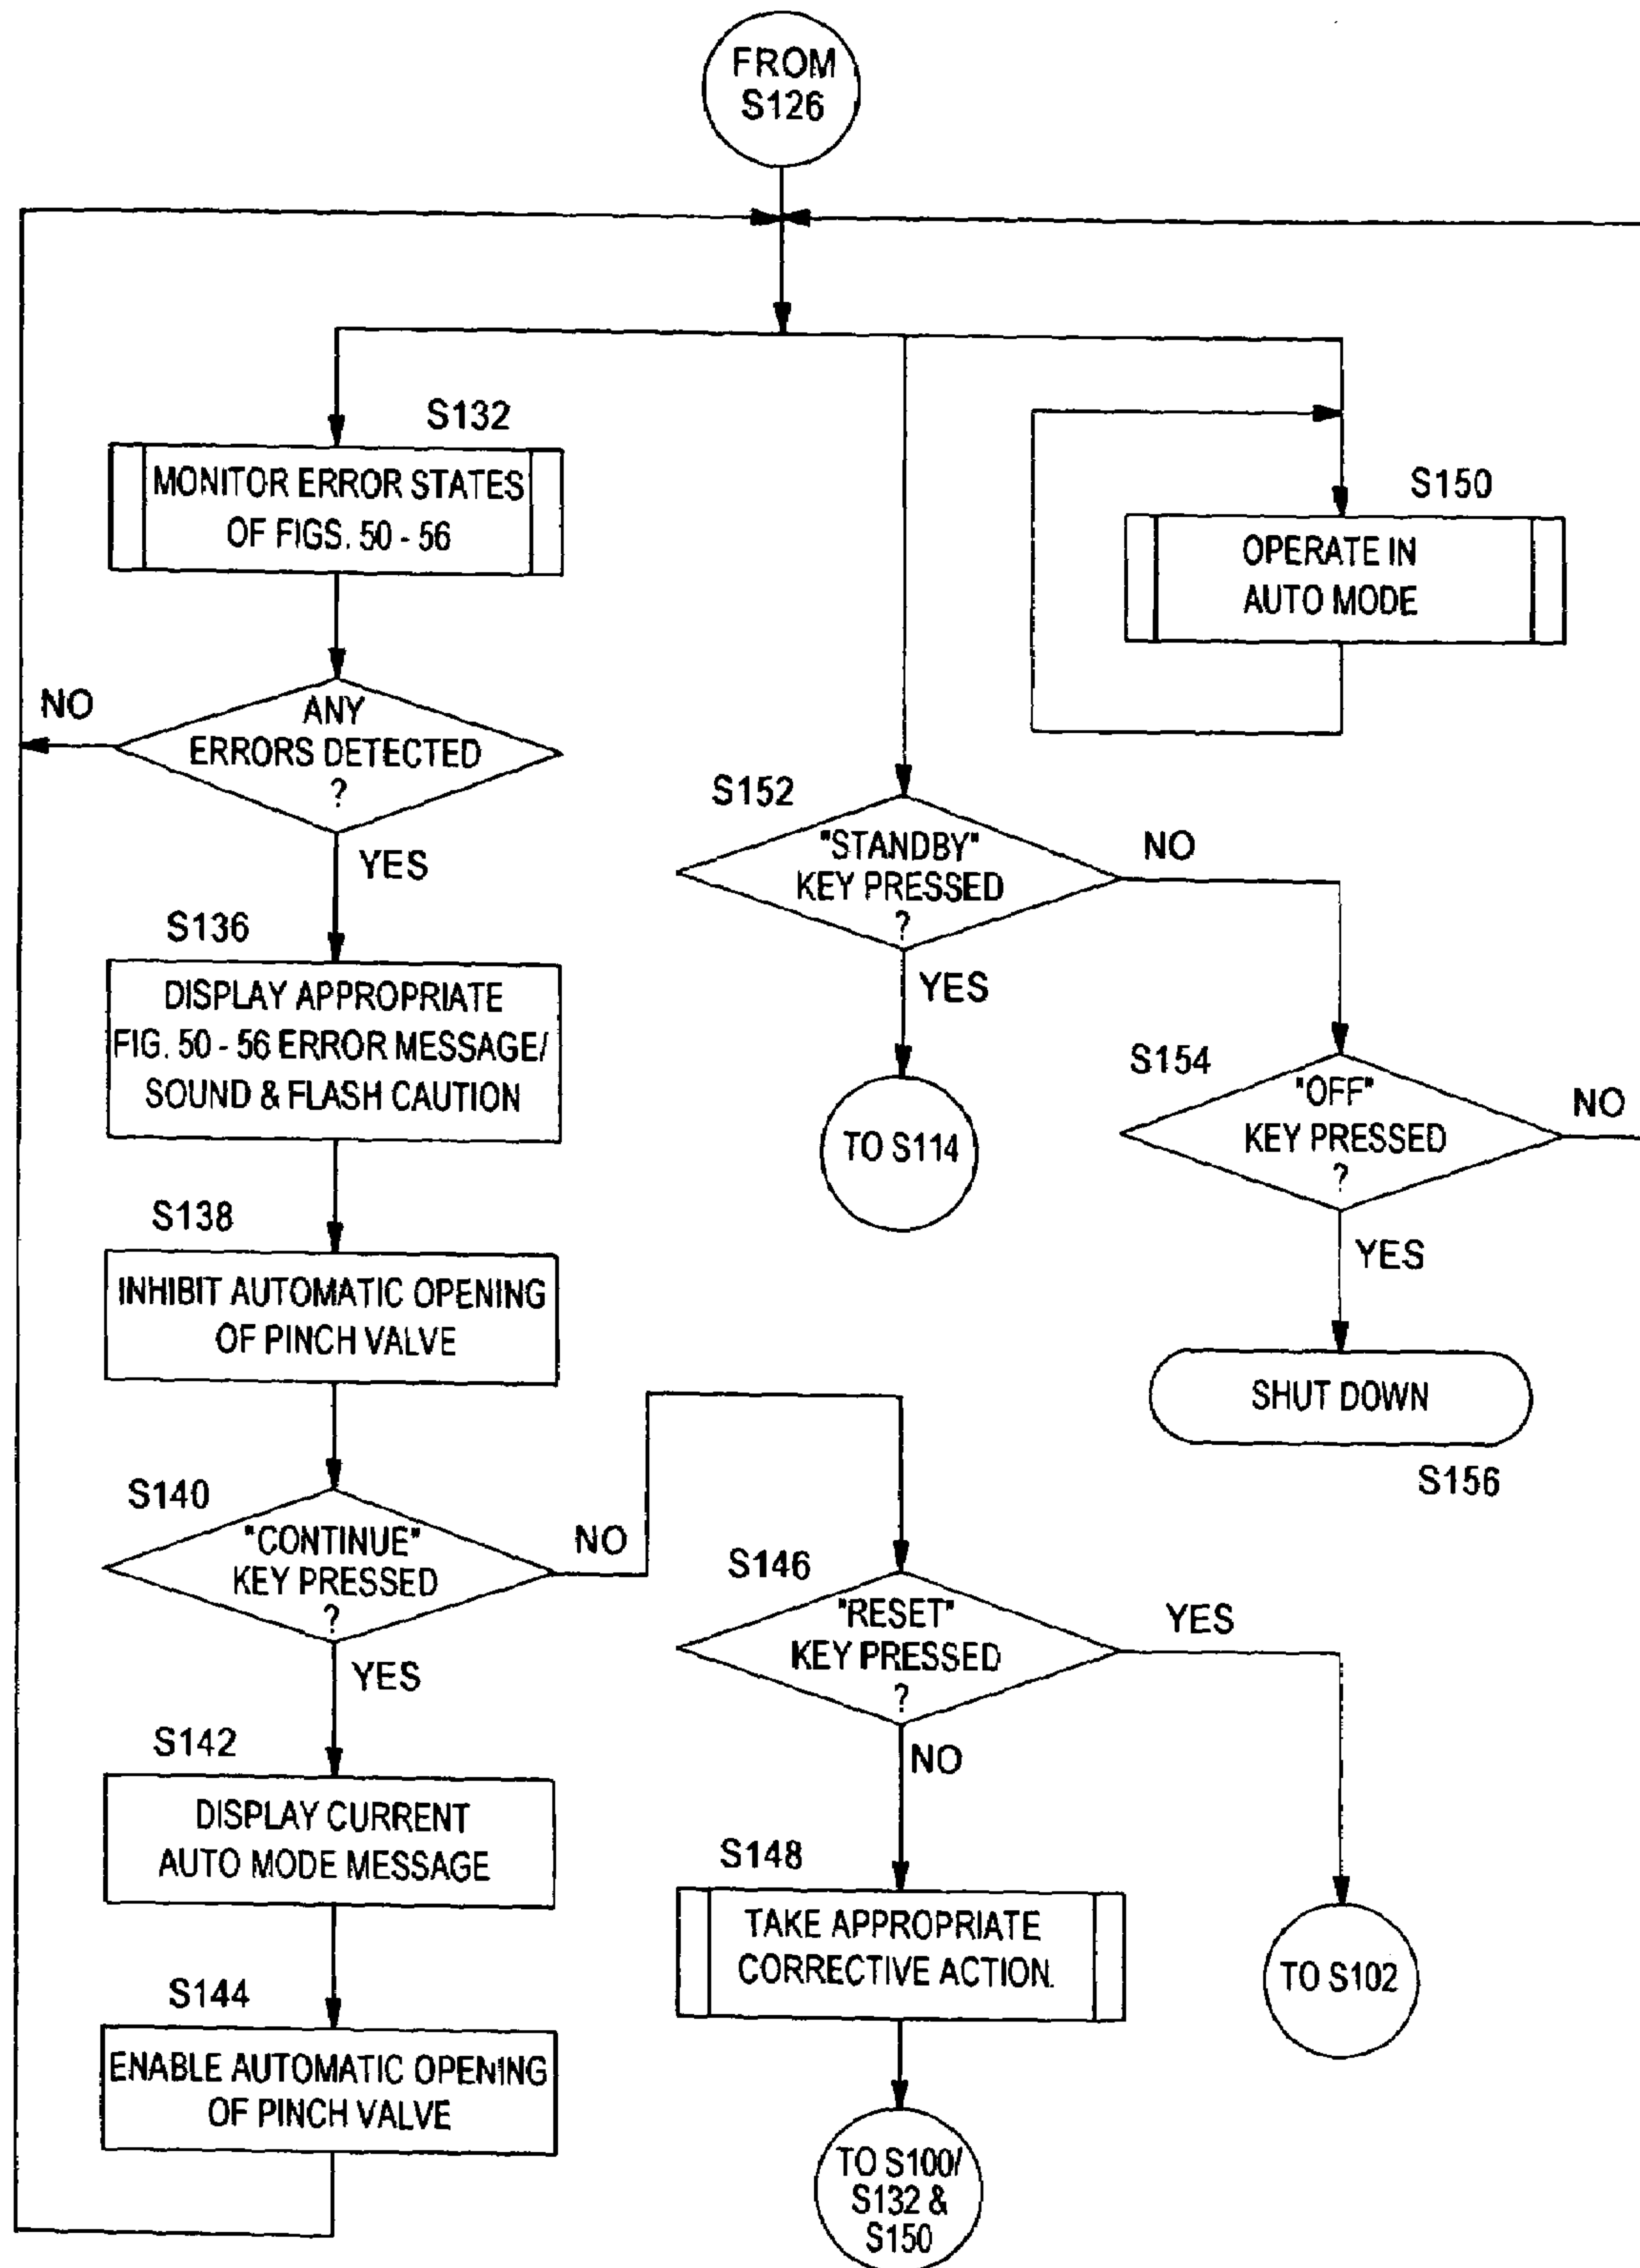 FROM
S126
S132
MONITOR ERROR STATES
OF FIGS. 50 - 56
S150
OPERATE IN
AUTO MODE
NO
ANY
ERRORS DETECTED
?
YES
S152
"STANDBY"
KEY PRESSED
?
NO
YES
S136
DISPLAY APPROPRIATE
FIG. 50 - 56 ERROR MESSAGE/
SOUND & FLASH CAUTION
TO S114
S154
"OFF"
KEY PRESSED
?
NO
YES
S138
INHIBIT AUTOMATIC OPENING
OF PINCH VALVE
SHUT DOWN
S156
S140
"CONTINUE"
KEY PRESSED
?
NO
YES
S146
"RESET"
KEY PRESSED
?
YES
NO
S142
DISPLAY CURRENT
AUTO MODE MESSAGE
S148
TAKE APPROPRIATE
CORRECTIVE ACTION.
TO S102
S144
ENABLE AUTOMATIC OPENING
OF PINCH VALVE
TO S100/
S132 &
S150